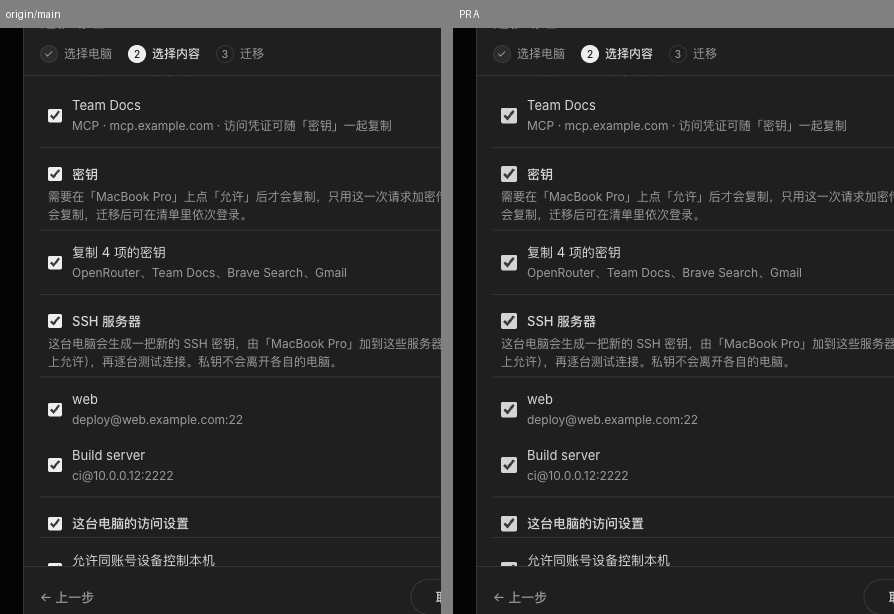 origin/main
✓ 选择电脑 2 选择内容 3 迁移
Team Docs
MCP · mcp.example.com · 访问凭证可随「密钥」一起复制
密钥
需要在「MacBook Pro」上点「允许」后才会复制，只用这一次请求加密
会复制，迁移后可在清单里依次登录。
复制 4 项的密钥
OpenRouter、Team Docs、Brave Search、Gmail
SSH 服务器
这台电脑会生成一把新的 SSH 密钥，由「MacBook Pro」加到这些服务器
上允许），再逐台测试连接。私钥不会离开各自的电脑。
web
deploy@web.example.com:22
Build server
ci@10.0.0.12:2222
这台电脑的访问设置
允许同账号设备控制本机
← 上一步
PRA
✓ 选择电脑 2 选择内容 3 迁移
Team Docs
MCP · mcp.example.com · 访问凭证可随「密钥」一起复制
密钥
需要在「MacBook Pro」上点「允许」后才会复制，只用这一次请求加密
会复制，迁移后可在清单里依次登录。
复制 4 项的密钥
OpenRouter、Team Docs、Brave Search、Gmail
SSH 服务器
这台电脑会生成一把新的 SSH 密钥，由「MacBook Pro」加到这些服务器
上允许），再逐台测试连接。私钥不会离开各自的电脑。
web
deploy@web.example.com:22
Build server
ci@10.0.0.12:2222
这台电脑的访问设置
允许同账号设备控制本机
← 上一步